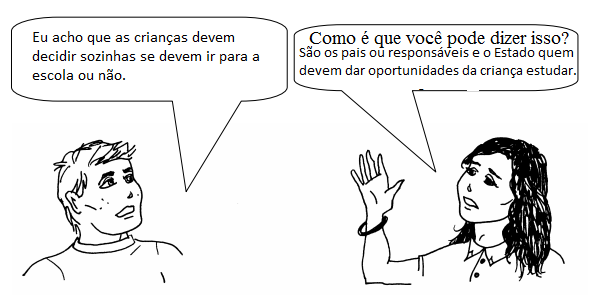 Eu acho que as crianças devem
decidir sozinhas se devem ir para a
escola ou não.
Como é que você pode dizer isso?
São os pais ou responsáveis e o Estado quem
devem dar oportunidades da criança estudar.